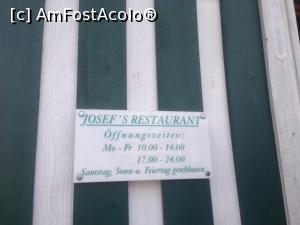 [c] AmFostAcolo®
JOSEF´S RESTAURANT
Öffnungszeiten:
Mo - Fr 10.00 - 14.00
17.00 - 24.00
Samstag, Sonn-u. Feiertag geschlossen